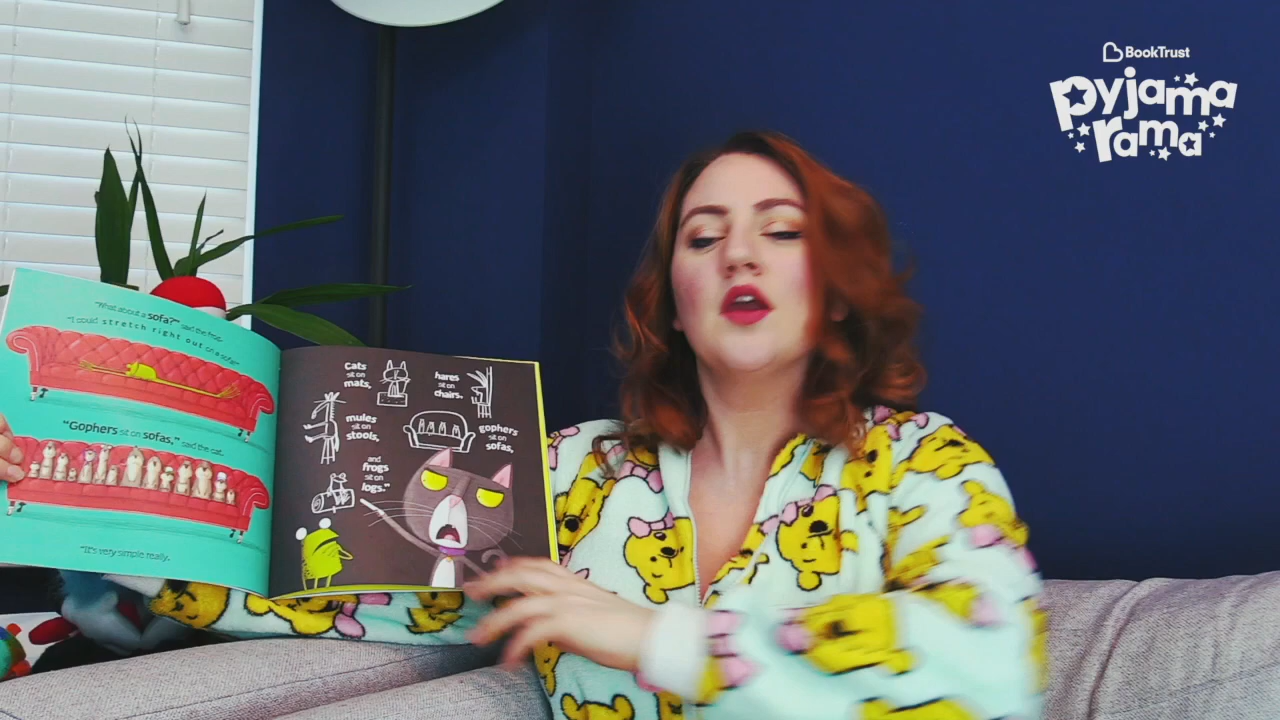 BookTrust
pyjama
rama
"What about a sofa?" said the frog.
"I could stretch right out on a sofa!"
"Gophers sit on sofas," said the cat.
"It's very simple really.
Cats
sit on
mats,
hares
sit on
chairs,
mules
sit on
stools,
gophers
sit on
sofas,
and
frogs
sit on
logs."